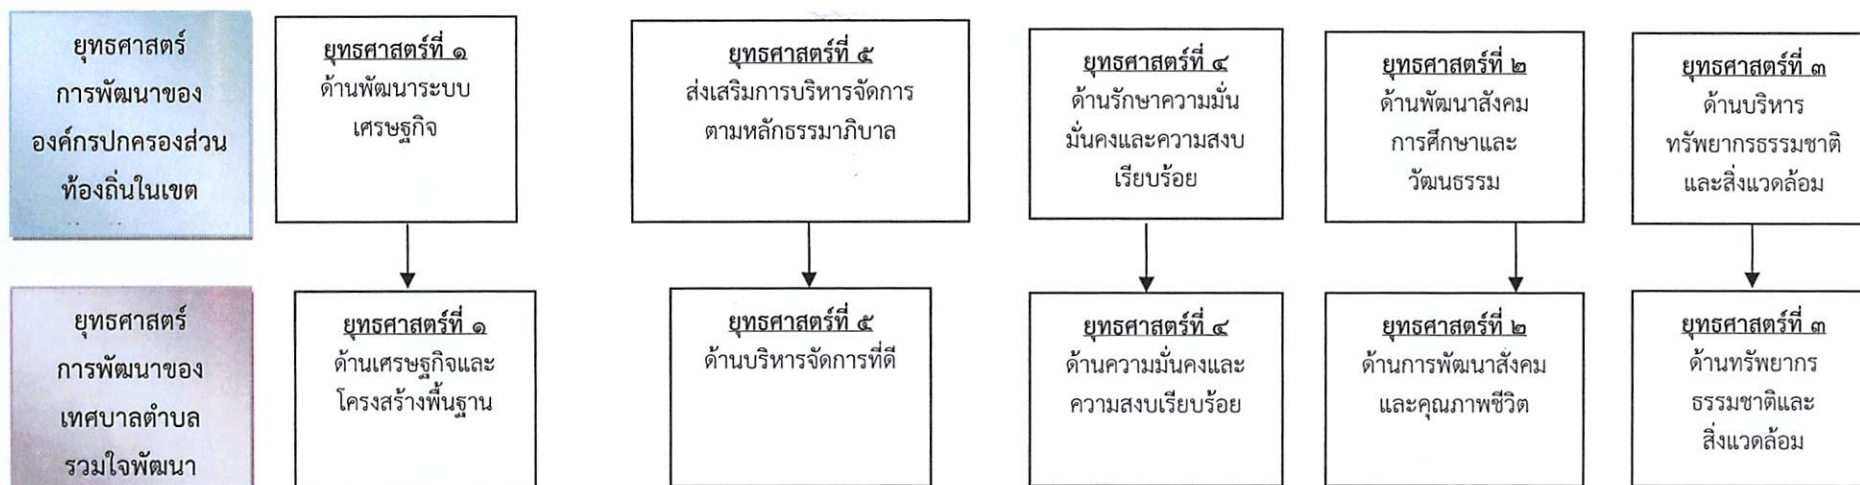 ยุทธศาสตร์
การพัฒนาของ
องค์กรปกครองส่วน
ท้องถิ่นในเขต
ยุทธศาสตร์ที่ ๑
ด้านพัฒนาระบบ
เศรษฐกิจ
ยุทธศาสตร์ที่ ๕
ส่งเสริมการบริหารจัดการ
ตามหลักธรรมาภิบาล
ยุทธศาสตร์ที่ ๔
ด้านรักษาความมั่น
มั่นคงและความสงบ
เรียบร้อย
ยุทธศาสตร์ที่ ๒
ด้านพัฒนาสังคม
การศึกษาและ
วัฒนธรรม
ยุทธศาสตร์ที่ ๓
ด้านบริหาร
ทรัพยากรธรรมชาติ
และสิ่งแวดล้อม
ยุทธศาสตร์
การพัฒนาของ
เทศบาลตำบล
รวมใจพัฒนา
ยุทธศาสตร์ที่ ๑
ด้านเศรษฐกิจและ
โครงสร้างพื้นฐาน
ยุทธศาสตร์ที่ ๕
ด้านบริหารจัดการที่ดี
ยุทธศาสตร์ที่ ๔
ด้านความมั่นคงและ
ความสงบเรียบร้อย
ยุทธศาสตร์ที่ ๒
ด้านการพัฒนาสังคม
และคุณภาพชีวิต
ยุทธศาสตร์ที่ ๓
ด้านทรัพยากร
ธรรมชาติและ
สิ่งแวดล้อม